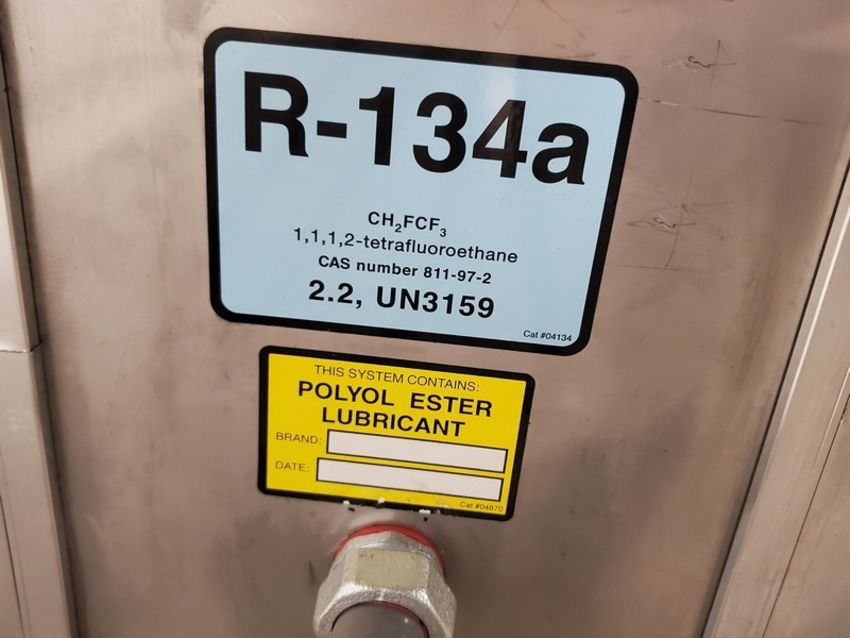 R-134a
CH₂FCF₃
1,1,1,2-tetrafluoroethane
CAS number 811-97-2
2.2, UN3159
Cat #04134
THIS SYSTEM CONTAINS:
POLYOL ESTER
LUBRICANT
BRAND:
DATE:
Cat #04870